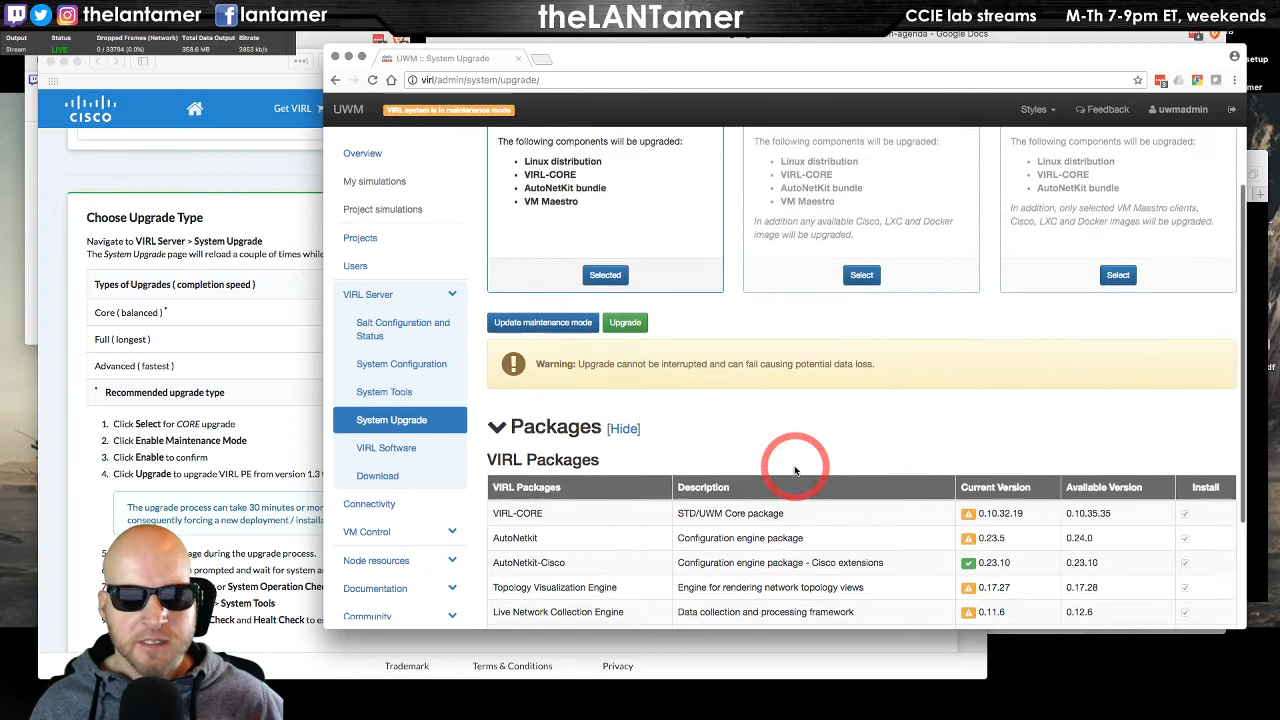 @thelantamer
lantamer
theLANTamer
CCIE lab streams
M-Th 7-9pm ET, weekends
Output Status Dropped Frames (Network) Total Data Output Bitrate
Stream LIVE 0 / 33794 (0.0%) 358.6 MB 2853 kb/s
-agenda - Google Docs
CISCO
Get VIRL
Choose Upgrade Type
Navigate to VIRL Server > System Upgrade
The System Upgrade page will reload a couple of times while
Types of Upgrades ( completion speed )
Core ( balanced ) *
Full ( longest )
Advanced ( fastest )
* Recommended upgrade type
1. Click Select for CORE upgrade
2. Click Enable Maintenance Mode
3. Click Enable to confirm
4. Click Upgrade to upgrade VIRL PE from version 1.3
The upgrade process can take 30 minutes or more
consequently forcing a new deployment / installa
age during the upgrade process.
prompted and wait for system a
or System Operation Che
> System Tools
Check and Healt Check to e
Trademark
Terms & Conditions
Privacy
UWM :: System Upgrade
virl/admin/system/upgrade/
UWM
VIRL system is in maintenance mode
Styles
Feedback
uwmadmin
Overview
My simulations
Project simulations
Projects
Users
VIRL Server
Salt Configuration and
Status
System Configuration
System Tools
System Upgrade
VIRL Software
Download
Connectivity
VM Control
Node resources
Documentation
Community
The following components will be upgraded:
• Linux distribution
• VIRL-CORE
• AutoNetKit bundle
• VM Maestro
Selected
The following components will be upgraded:
• Linux distribution
• VIRL-CORE
• AutoNetKit bundle
• VM Maestro
In addition any available Cisco, LXC and Docker
image will be upgraded.
Select
The following components will be upgraded:
• Linux distribution
• VIRL-CORE
• AutoNetKit bundle
In addition, only selected VM Maestro clients,
Cisco, LXC and Docker images will be upgraded.
Select
Update maintenance mode
Upgrade
Warning: Upgrade cannot be interrupted and can fail causing potential data loss.
Packages [Hide]
VIRL Packages
VIRL Packages Description Current Version Available Version Install
VIRL-CORE STD/UWM Core package 0.10.32.19 0.10.35.35
AutoNetkit Configuration engine package 0.23.5 0.24.0
AutoNetkit-Cisco Configuration engine package - Cisco extensions 0.23.10 0.23.10
Topology Visualization Engine Engine for rendering network topology views 0.17.27 0.17.28
Live Network Collection Engine Data collection and processing framework 0.11.6 0.12.6